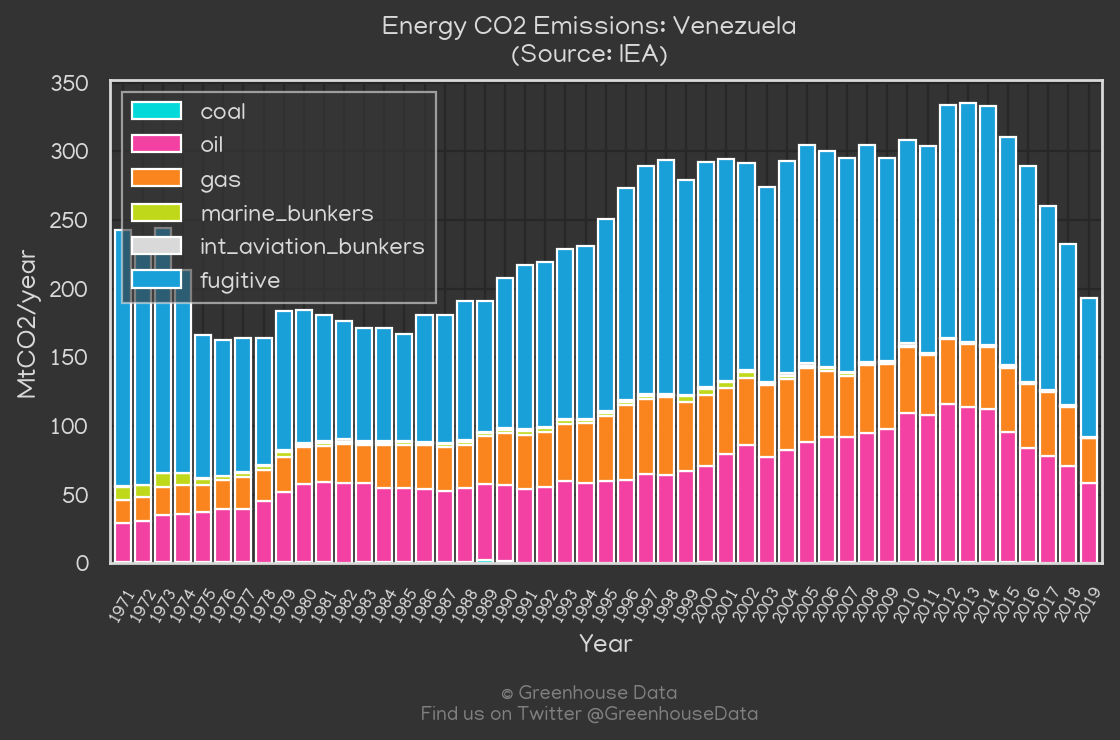 Energy CO2 Emissions: Venezuela
(Source: IEA)
MtCO2/year
350
300
250
200
150
100
50
0
coal
oil
gas
marine_bunkers
int_aviation_bunkers
fugitive
1971 1972 1973 1974 1975 1976 1977 1978 1979 1980 1981 1982 1983 1984 1985 1986 1987 1988 1989 1990 1991 1992 1993 1994 1995 1996 1997 1998 1999 2000 2001 2002 2003 2004 2005 2006 2007 2008 2009 2010 2011 2012 2013 2014 2015 2016 2017 2018 2019
Year
© Greenhouse Data
Find us on Twitter @GreenhouseData